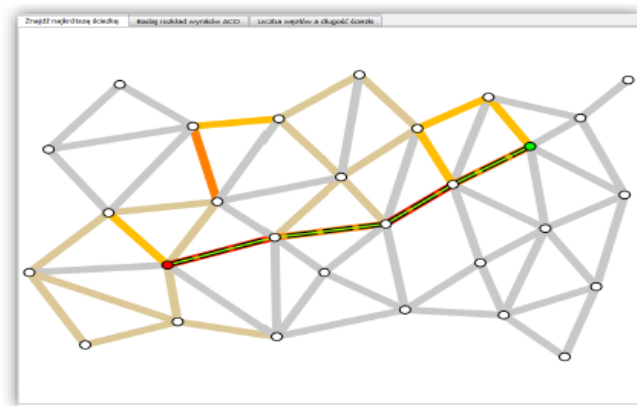 Znajdź najkrótszą ścieżkę
Badaj rozkład wyników ACO
Liczba węzłów a długość ścieżki